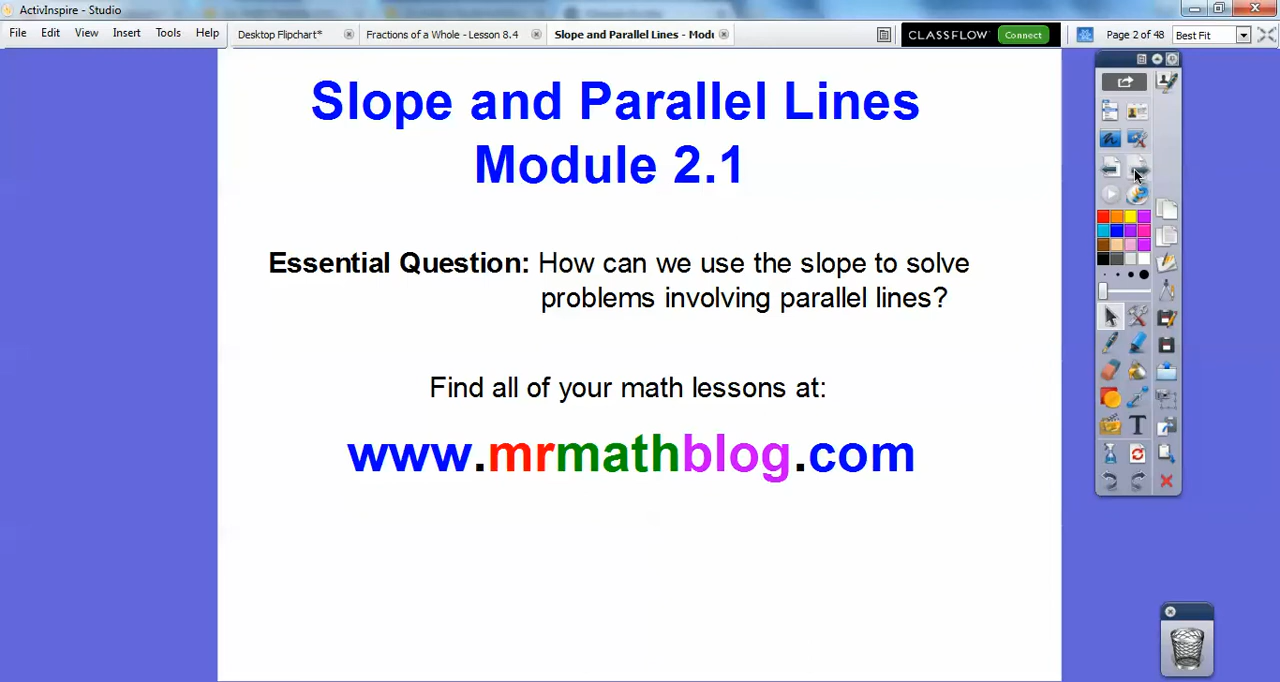 ActivInspire - Studio
File Edit View Insert Tools Help
Desktop Flipchart*
Fractions of a Whole - Lesson 8.4
Slope and Parallel Lines - Modu
CLASSFLOW
Connect
Page 2 of 48
Best Fit
Slope and Parallel Lines
Module 2.1
Essential Question: How can we use the slope to solve
problems involving parallel lines?
Find all of your math lessons at:
www.mrmathblog.com
T